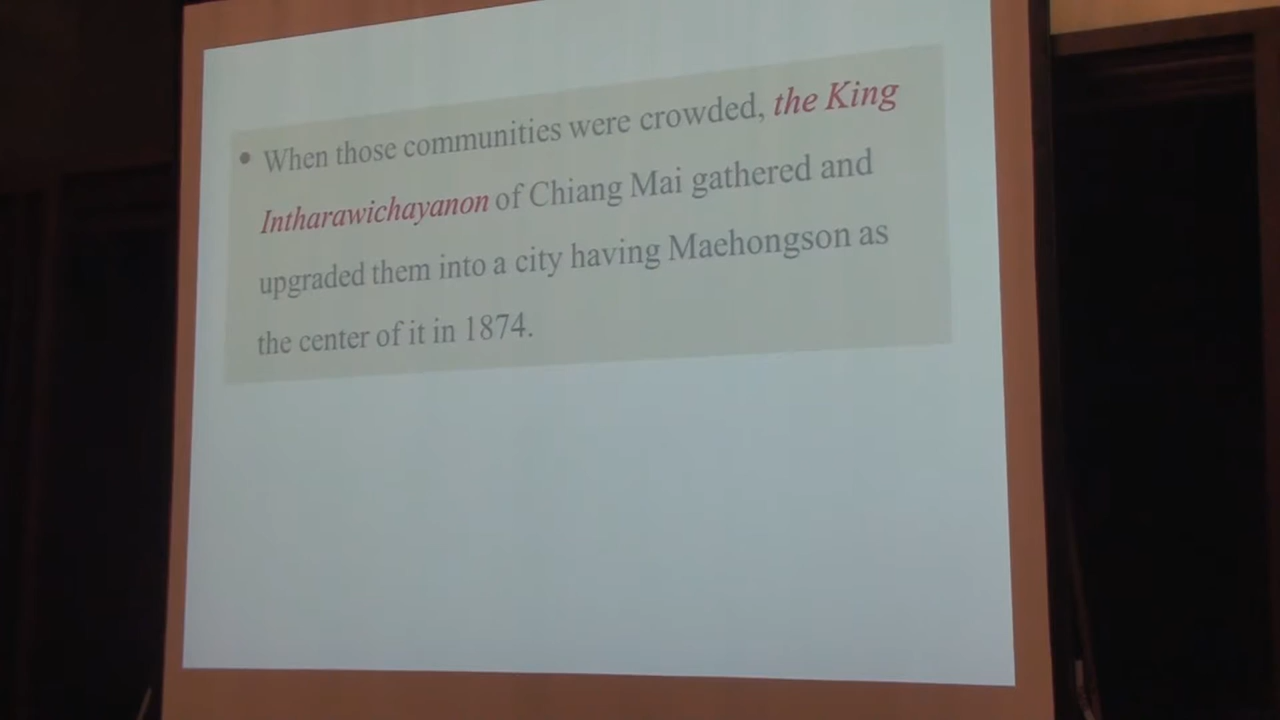 • When those communities were crowded, the King
Intharawichayanon of Chiang Mai gathered and
upgraded them into a city having Maehongson as
the center of it in 1874.